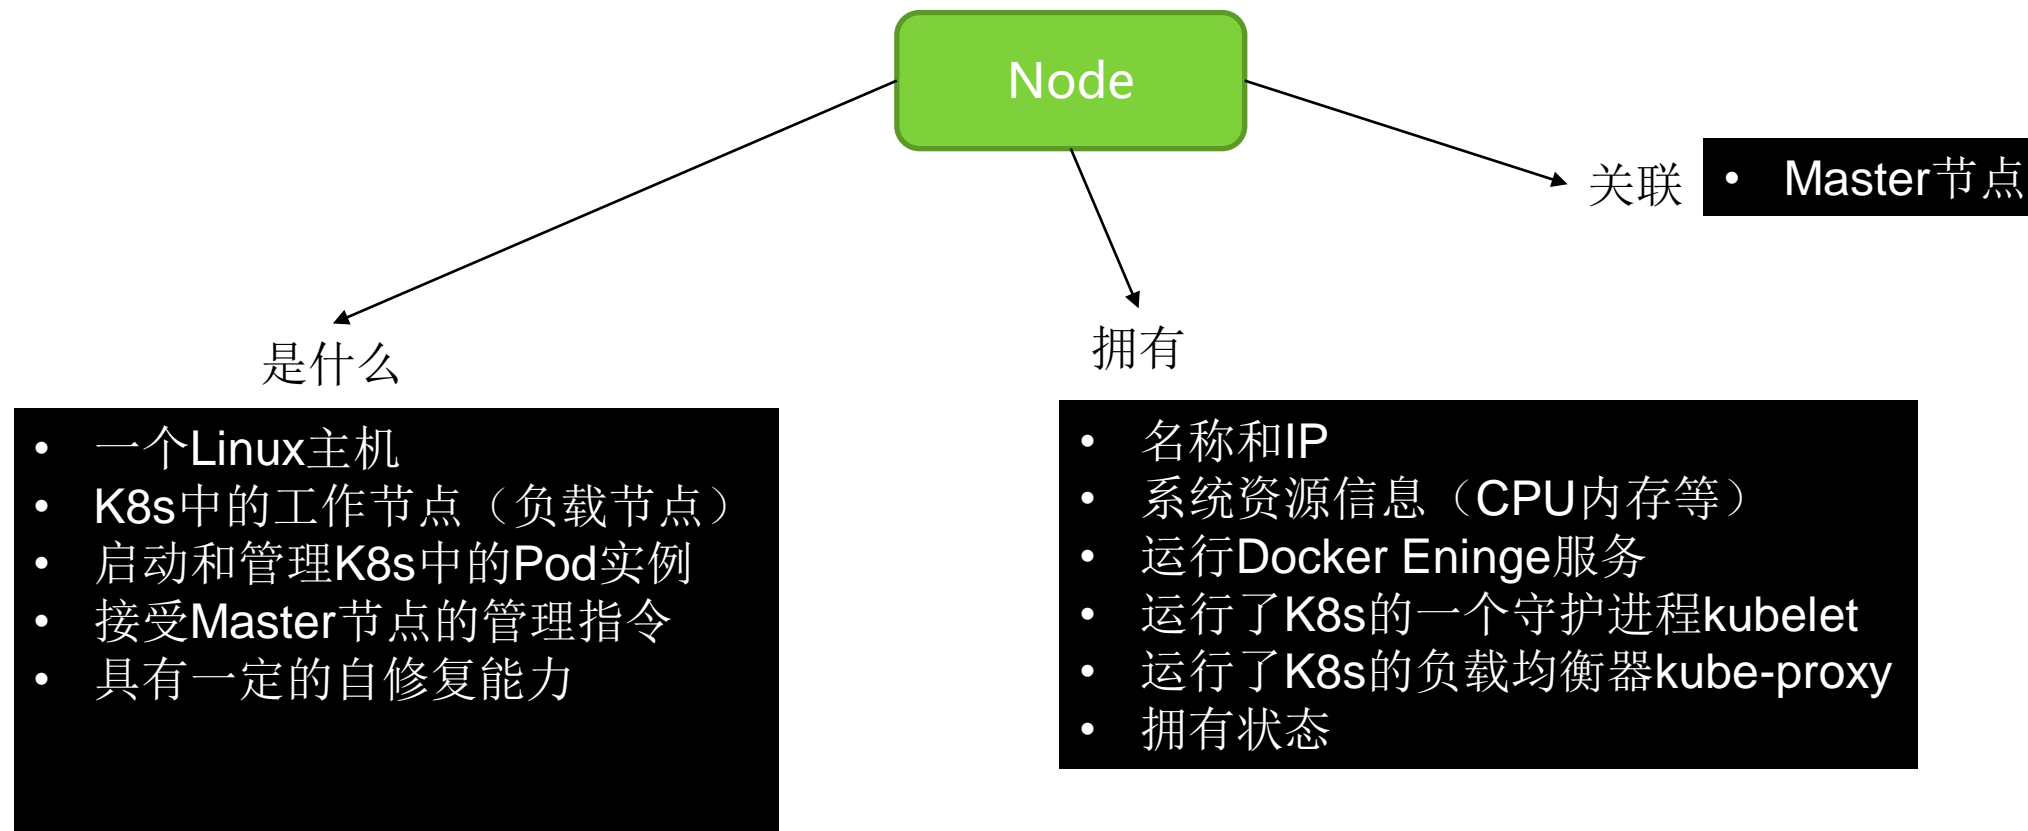 Node
关联
• Master节点
是什么
• 一个Linux主机
• K8s中的工作节点（负载节点）
• 启动和管理K8s中的Pod实例
• 接受Master节点的管理指令
• 具有一定的自修复能力
拥有
• 名称和IP
• 系统资源信息（CPU内存等）
• 运行Docker Eninge服务
• 运行了K8s的一个守护进程kubelet
• 运行了K8s的负载均衡器kube-proxy
• 拥有状态